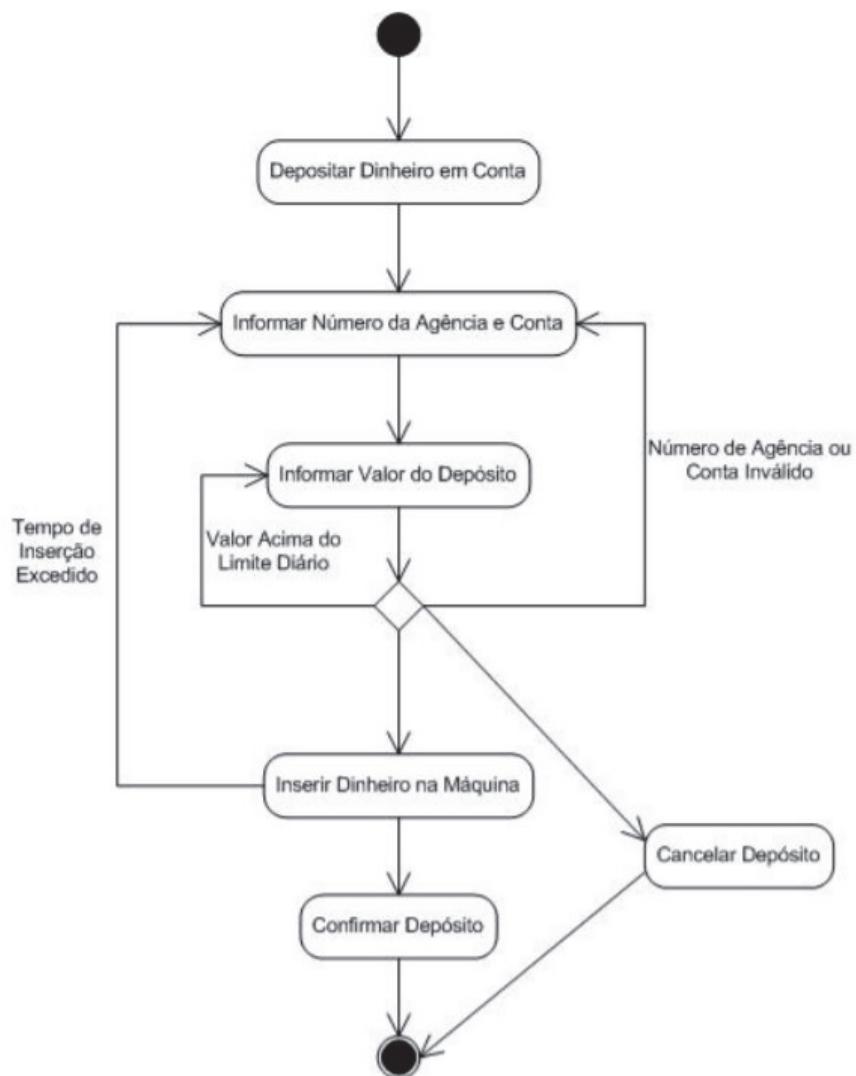 Depositar Dinheiro em Conta
Informar Número da Agência e Conta
Informar Valor do Depósito
Número de Agência ou
Conta Inválido
Tempo de
Inserção
Excedido
Valor Acima do
Limite Diário
Inserir Dinheiro na Máquina
Cancelar Depósito
Confirmar Depósito